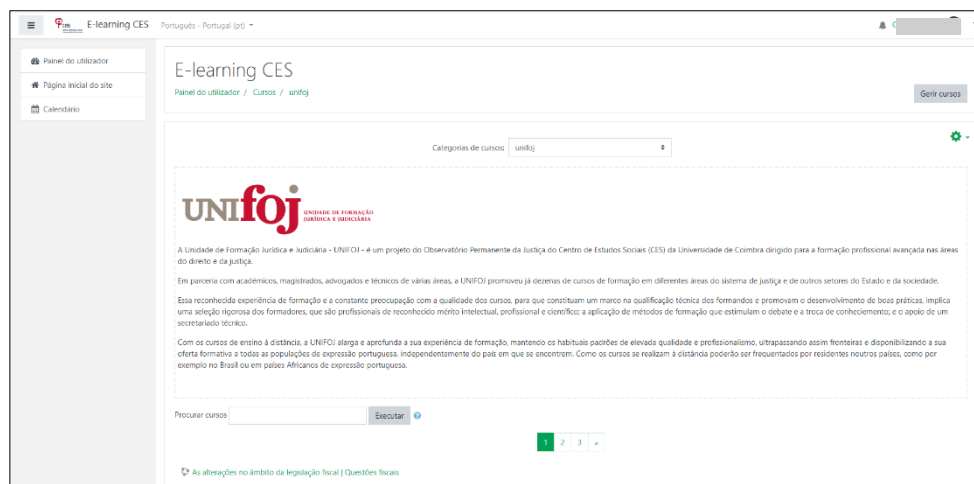 CES E-learning CES Português - Portugal (pt)
Painel do utilizador
Página inicial do site
Calendário
E-learning CES
Painel do utilizador / Cursos / unifoj
Gerir cursos
Categorias de cursos: unifoj
UNIfOJ UNIDADE DE FORMAÇÃO
JURÍDICA E JUDICIÁRIA
A Unidade de Formação Jurídica e Judiciária - UNIFOJ - é um projeto do Observatório Permanente da Justiça do Centro de Estudos Sociais (CES) da Universidade de Coimbra dirigido para a formação profissional avançada nas áreas
do direito e da justiça.
Em parceria com académicos, magistrados, advogados e técnicos de várias áreas, a UNIFOJ promoveu já dezenas de cursos de formação em diferentes áreas do sistema de justiça e de outros setores do Estado e da sociedade.
Essa reconhecida experiência de formação e a constante preocupação com a qualidade dos cursos, para que constituam um marco na qualificação técnica dos formandos e promovam o desenvolvimento de boas práticas, implica
uma seleção rigorosa dos formadores, que são profissionais de reconhecido mérito intelectual, profissional e científico; a aplicação de métodos de formação que estimulam o debate e a troca de conheciemento; e o apoio de um
secretariado técnico.
Com os cursos de ensino à distância, a UNIFOJ alarga e aprofunda a sua experiência de formação, mantendo os habituais padrões de elevada qualidade e profissionalismo, ultrapassando assim fronteiras e disponibilizando a sua
oferta formativa a todas as populações de expressão portuguesa, independentemente do país em que se encontrem. Como os cursos se realizam à distância poderão ser frequentados por residentes noutros países, como por
exemplo no Brasil ou em países Africanos de expressão portuguesa.
Procurar cursos Executar
1 2 3 »
As alterações no âmbito da legislação fiscal | Questões fiscais